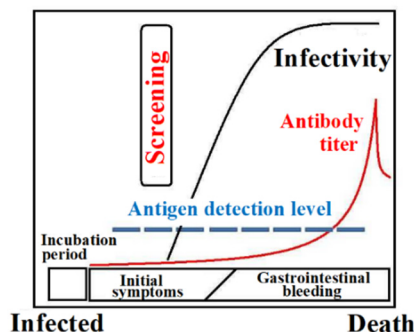 Screening
Infectivity
Antibody
titer
Antigen detection level
Incubation
period
Initial
symptoms
Gastrointestinal
bleeding
Infected
Death